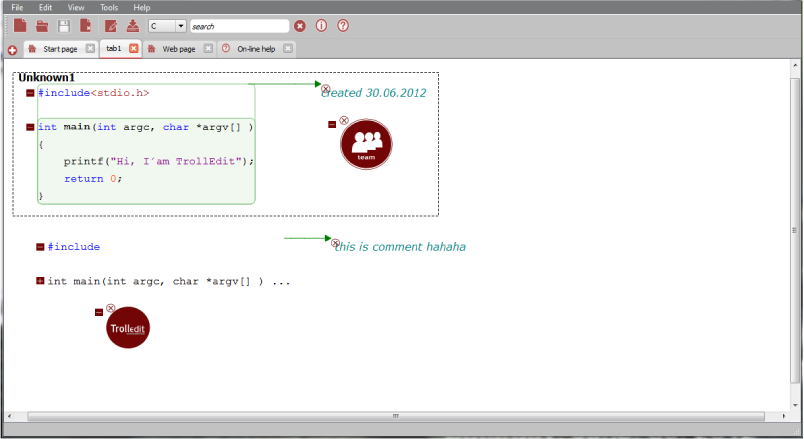 File Edit View Tools Help
C search
Start page tab1 Web page On-line help
Unknown1
#include<stdio.h> created 30.06.2012
int main(int argc, char *argv[] )
{
team
printf("Hi, I´am TrollEdit");
return 0;
}
#include this is comment hahaha
int main(int argc, char *argv[] ) ...
TrollEdit